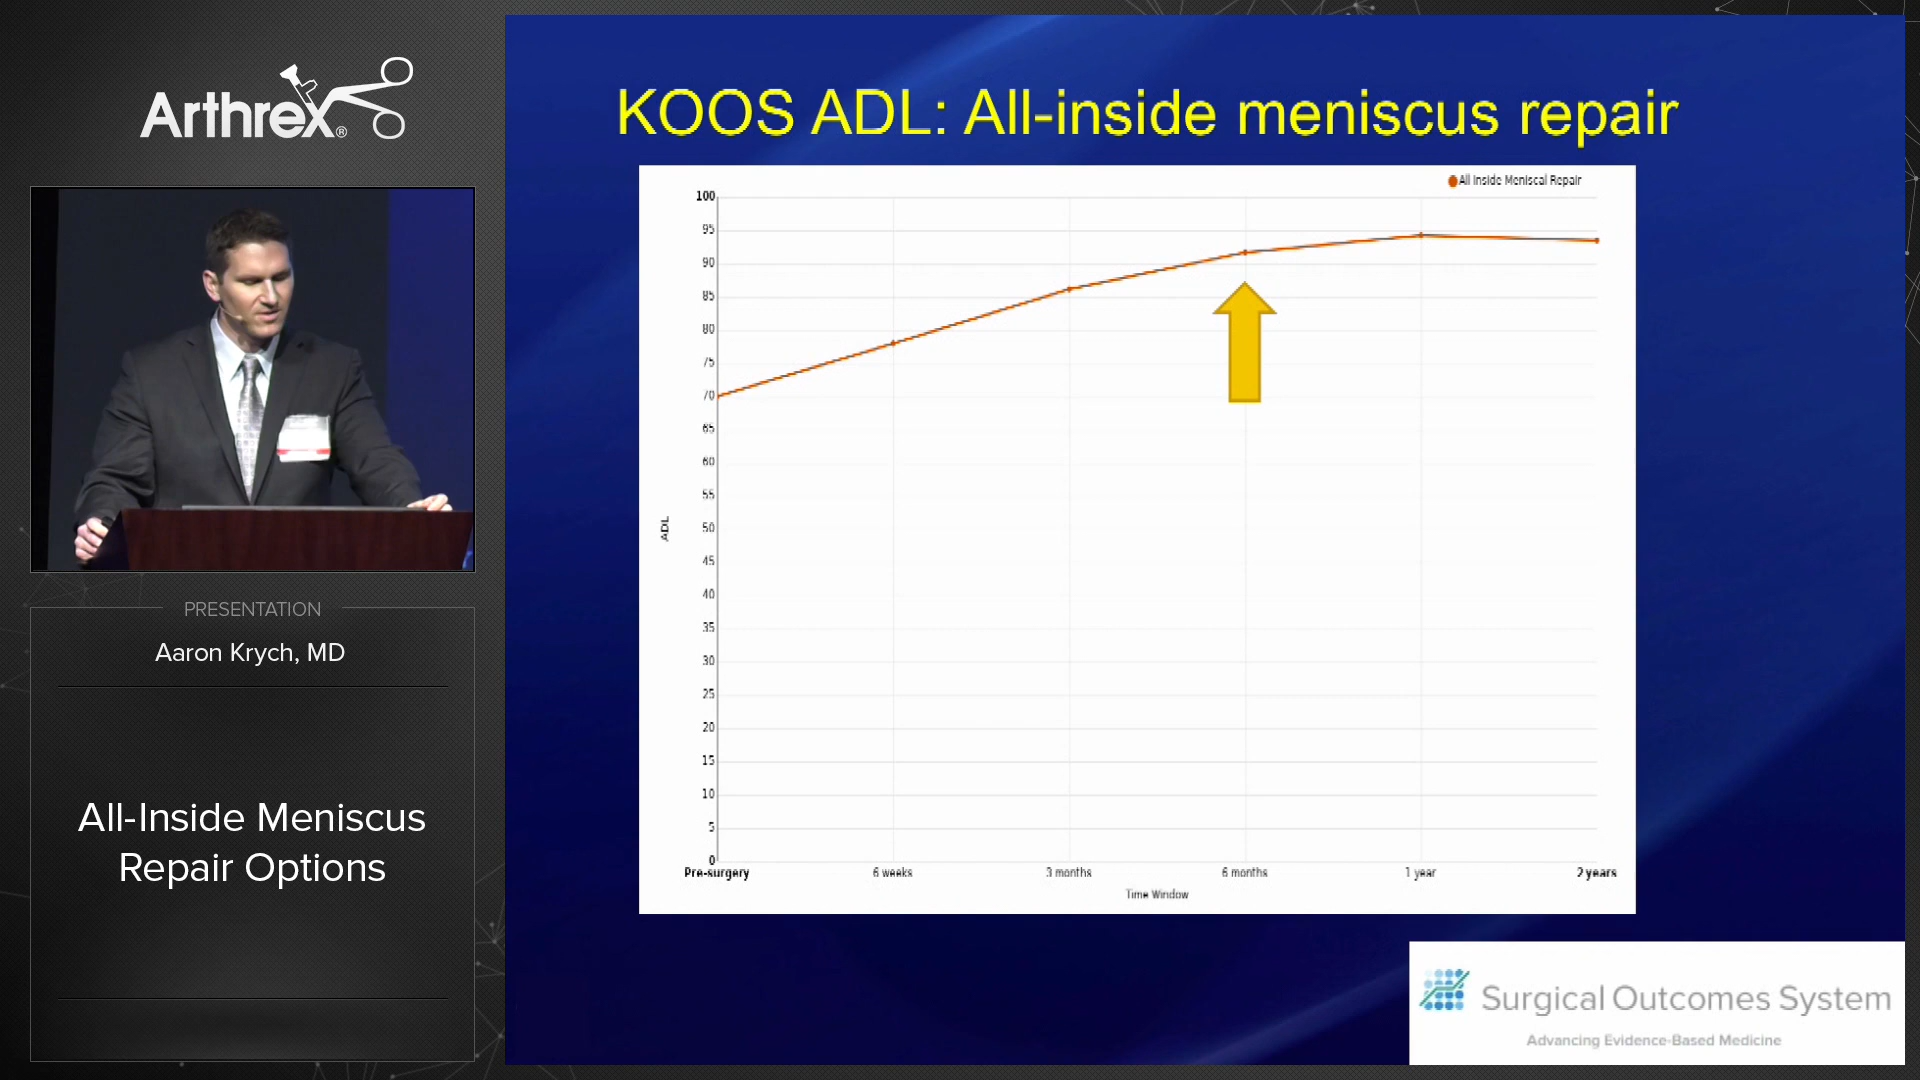 Arthrex®
PRESENTATION
Aaron Krych, MD
All-Inside Meniscus
Repair Options
KOOS ADL: All-inside meniscus repair
All Inside Meniscal Repair
100
95
90
85
80
75
70
65
60
55
50
45
40
35
30
25
20
15
10
5
0
ADL
Pre-surgery 6 weeks 3 months 6 months 1 year 2 years
Time Window
Surgical Outcomes System
Advancing Evidence-Based Medicine